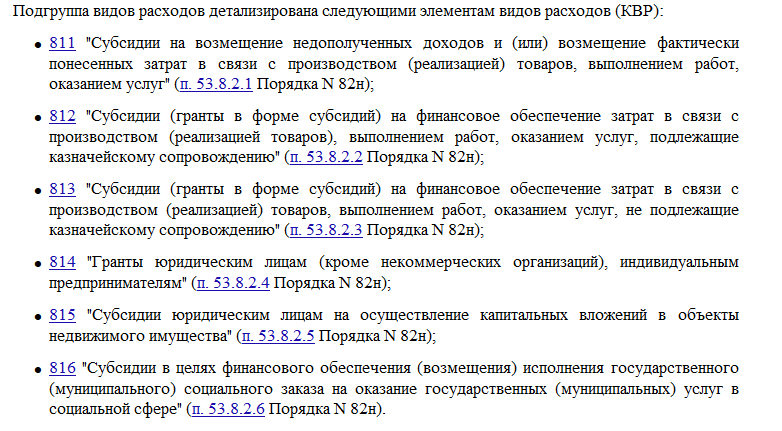 Подгруппа видов расходов детализирована следующими элементам видов расходов (КВР):
● 811 "Субсидии на возмещение недополученных доходов и (или) возмещение фактически
понесенных затрат в связи с производством (реализацией) товаров, выполнением работ,
оказанием услуг" (п. 53.8.2.1 Порядка N 82н);
● 812 "Субсидии (гранты в форме субсидий) на финансовое обеспечение затрат в связи с
производством (реализацией товаров), выполнением работ, оказанием услуг, подлежащие
казначейскому сопровождению" (п. 53.8.2.2 Порядка N 82н);
● 813 "Субсидии (гранты в форме субсидий) на финансовое обеспечение затрат в связи с
производством (реализацией) товаров, выполнением работ, оказанием услуг, не подлежащие
казначейскому сопровождению" (п. 53.8.2.3 Порядка N 82н);
● 814 "Гранты юридическим лицам (кроме некоммерческих организаций), индивидуальным
предпринимателям" (п. 53.8.2.4 Порядка N 82н);
● 815 "Субсидии юридическим лицам на осуществление капитальных вложений в объекты
недвижимого имущества" (п. 53.8.2.5 Порядка N 82н);
● 816 "Субсидии в целях финансового обеспечения (возмещения) исполнения государственного
(муниципального) социального заказа на оказание государственных (муниципальных) услуг в
социальной сфере" (п. 53.8.2.6 Порядка N 82н).